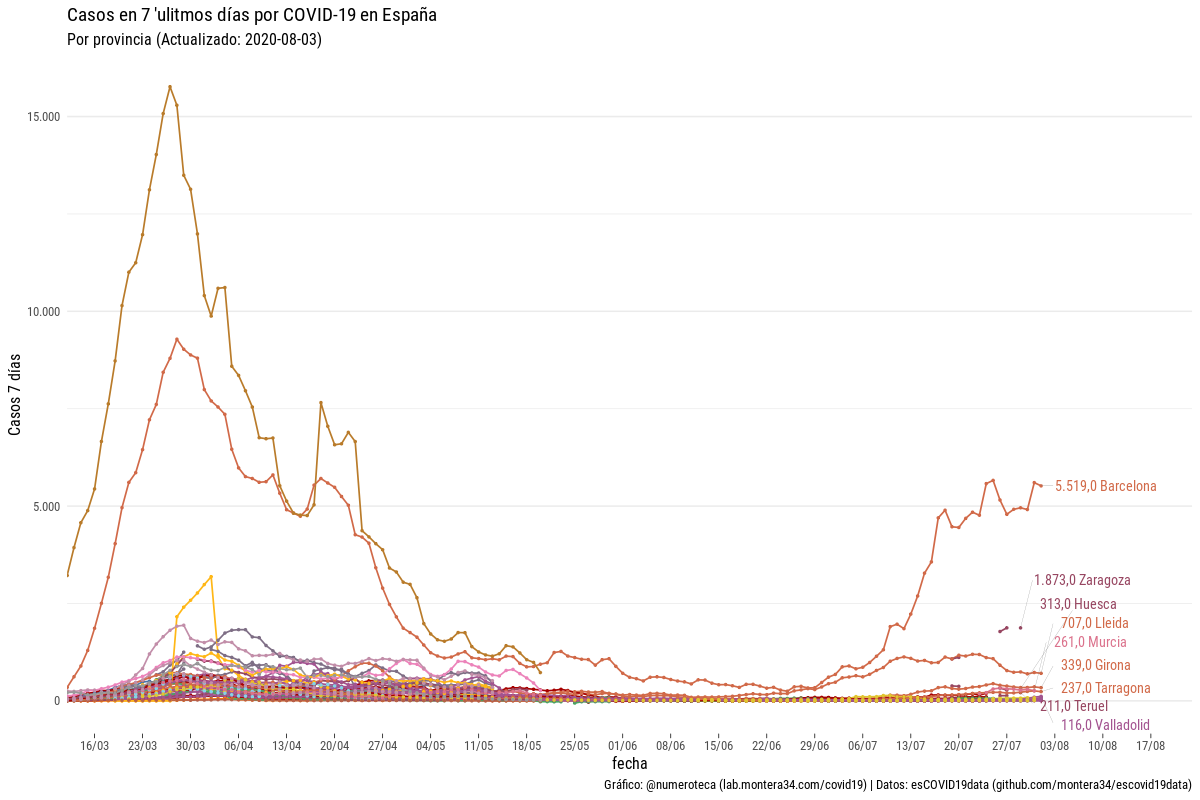 Casos en 7 'ulitmos días por COVID-19 en España
Por provincia (Actualizado: 2020-08-03)
Casos 7 días
15.000
10.000
5.000
0
5.519,0 Barcelona
1.873,0 Zaragoza
313,0 Huesca
707,0 Lleida
261,0 Murcia
339,0 Girona
237,0 Tarragona
211,0 Teruel
116,0 Valladolid
16/03 23/03 30/03 06/04 13/04 20/04 27/04 04/05 11/05 18/05 25/05 01/06 08/06 15/06 22/06 29/06 06/07 13/07 20/07 27/07 03/08 10/08 17/08
fecha
Gráfico: @numeroteca (lab.montera34.com/covid19) | Datos: esCOVID19data (github.com/montera34/escovid19data)